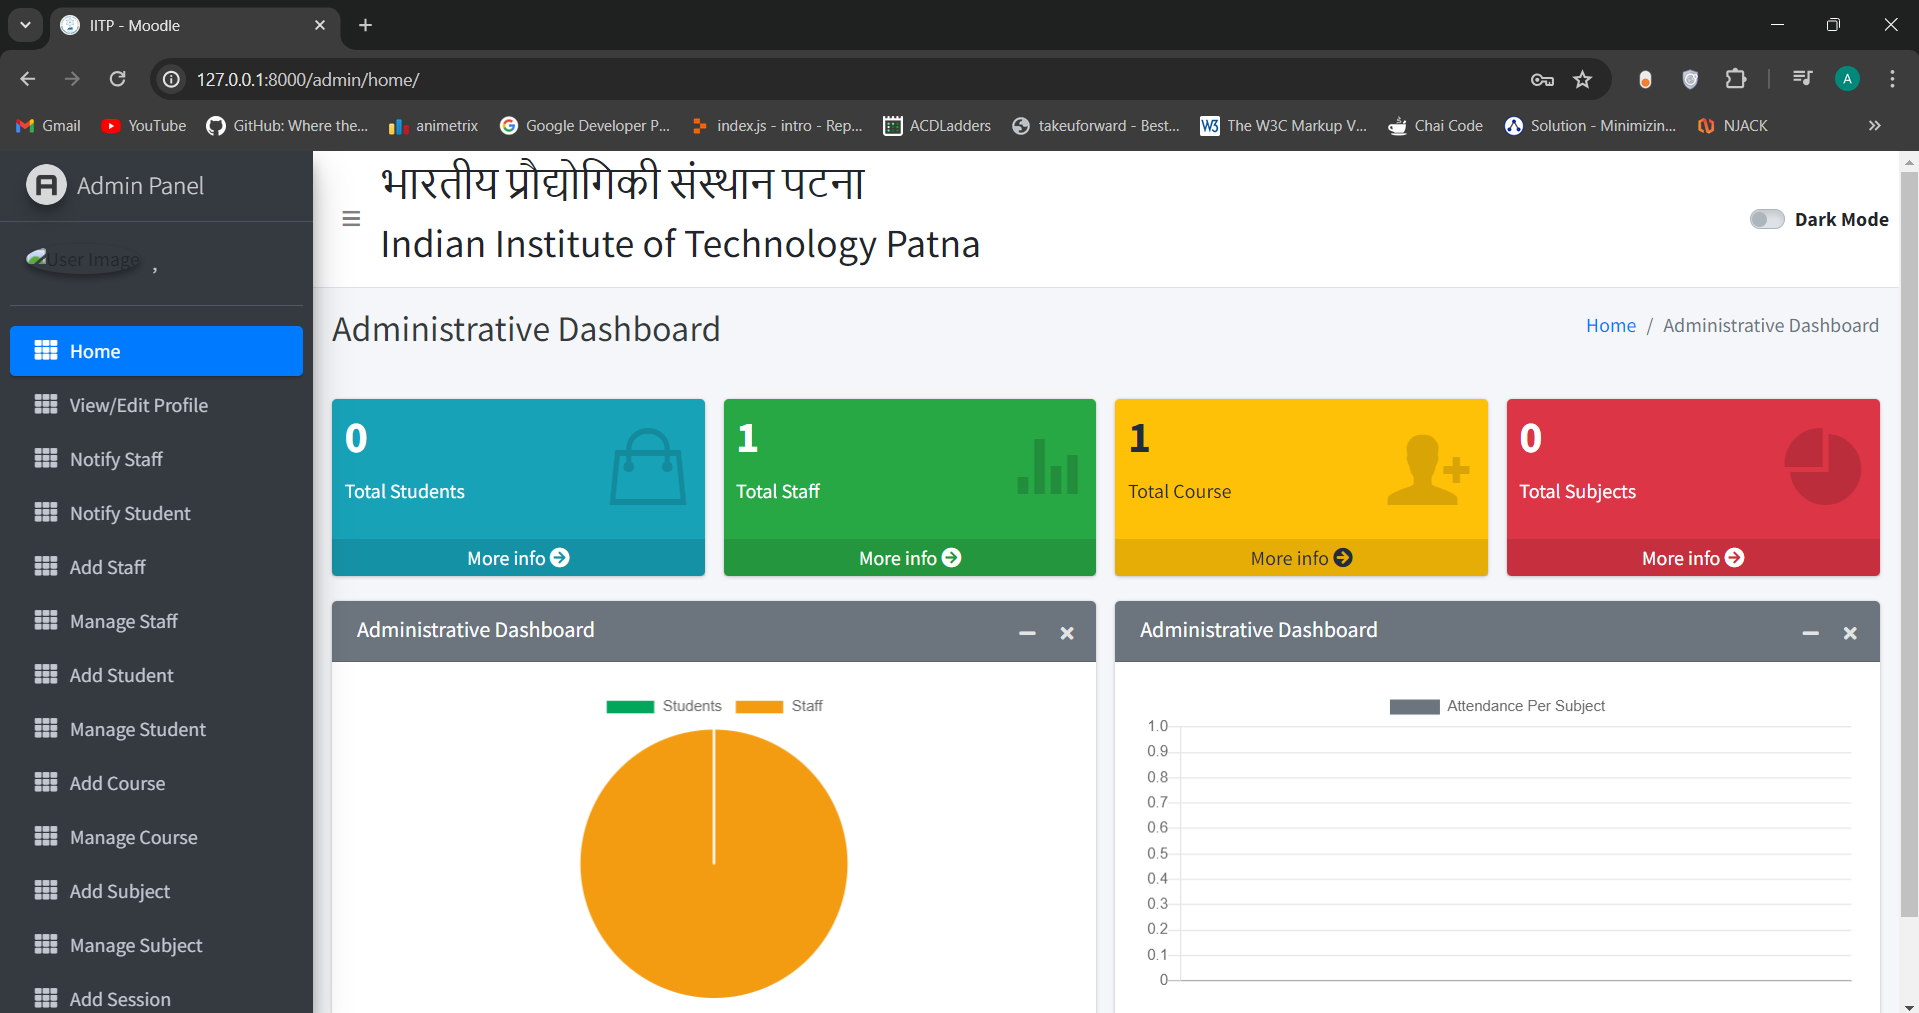 IITP - Moodle
127.0.0.1:8000/admin/home/
A
Gmail
YouTube
GitHub: Where the...
animetrix
Google Developer P...
index.js - intro - Rep...
ACDLadders
takeuforward - Best...
W3 The W3C Markup V...
Chai Code
Solution - Minimizin...
NJACK
Admin Panel
User Image ,
Home
View/Edit Profile
Notify Staff
Notify Student
Add Staff
Manage Staff
Add Student
Manage Student
Add Course
Manage Course
Add Subject
Manage Subject
Add Session
भारतीय प्रौद्योगिकी संस्थान पटना
Indian Institute of Technology Patna
Dark Mode
Administrative Dashboard
Home / Administrative Dashboard
0
Total Students
More info
1
Total Staff
More info
1
Total Course
More info
0
Total Subjects
More info
Administrative Dashboard
Students Staff
Administrative Dashboard
Attendance Per Subject
1.0
0.9
0.8
0.7
0.6
0.5
0.4
0.3
0.2
0.1
0